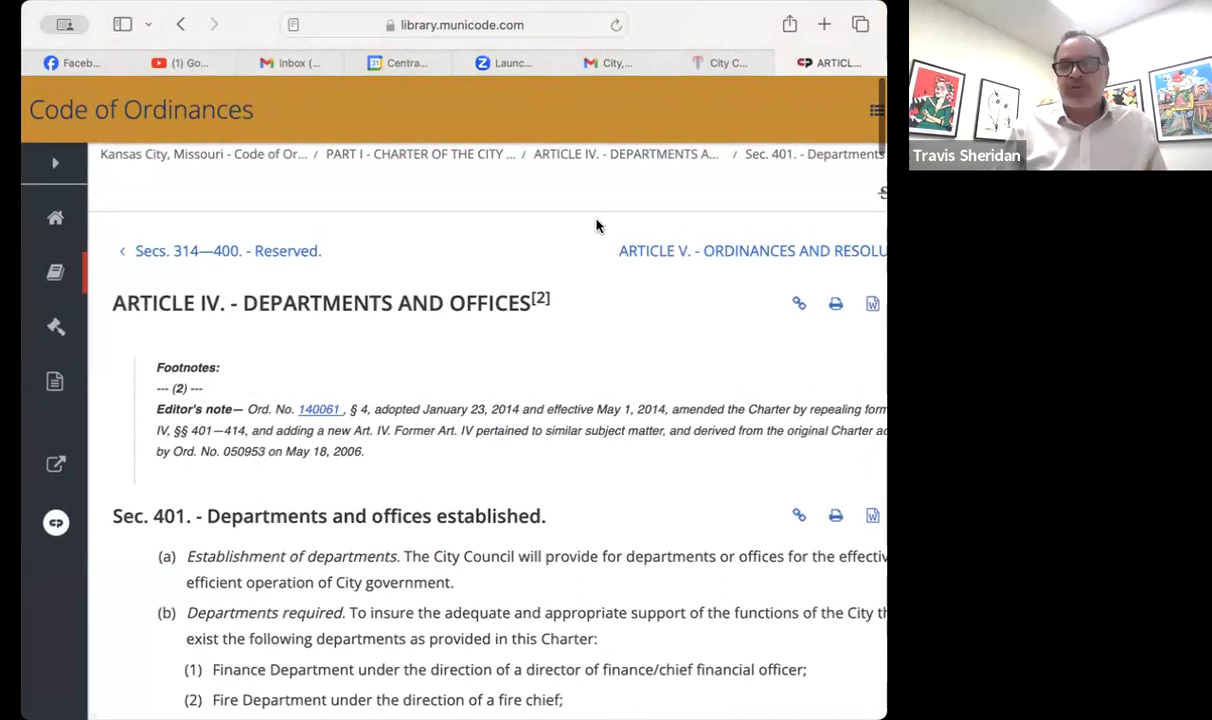 library.municode.com
Faceb...
(1) Go...
Inbox (...
Centra...
Launc...
City,...
City C...
ARTICL...
Code of Ordinances
Kansas City, Missouri - Code of Or... / PART I - CHARTER OF THE CITY ... / ARTICLE IV. - DEPARTMENTS A... / Sec. 401. - Departments
Secs. 314—400. - Reserved.
ARTICLE V. - ORDINANCES AND RESOLU
ARTICLE IV. - DEPARTMENTS AND OFFICES[2]
Footnotes:
--- (2) ---
Editor's note— Ord. No. 140061 , § 4, adopted January 23, 2014 and effective May 1, 2014, amended the Charter by repealing form
IV, §§ 401—414, and adding a new Art. IV. Former Art. IV pertained to similar subject matter, and derived from the original Charter ad
by Ord. No. 050953 on May 18, 2006.
Sec. 401. - Departments and offices established.
(a) Establishment of departments. The City Council will provide for departments or offices for the effectiv
efficient operation of City government.
(b) Departments required. To insure the adequate and appropriate support of the functions of the City th
exist the following departments as provided in this Charter:
(1) Finance Department under the direction of a director of finance/chief financial officer;
(2) Fire Department under the direction of a fire chief;
Travis Sheridan